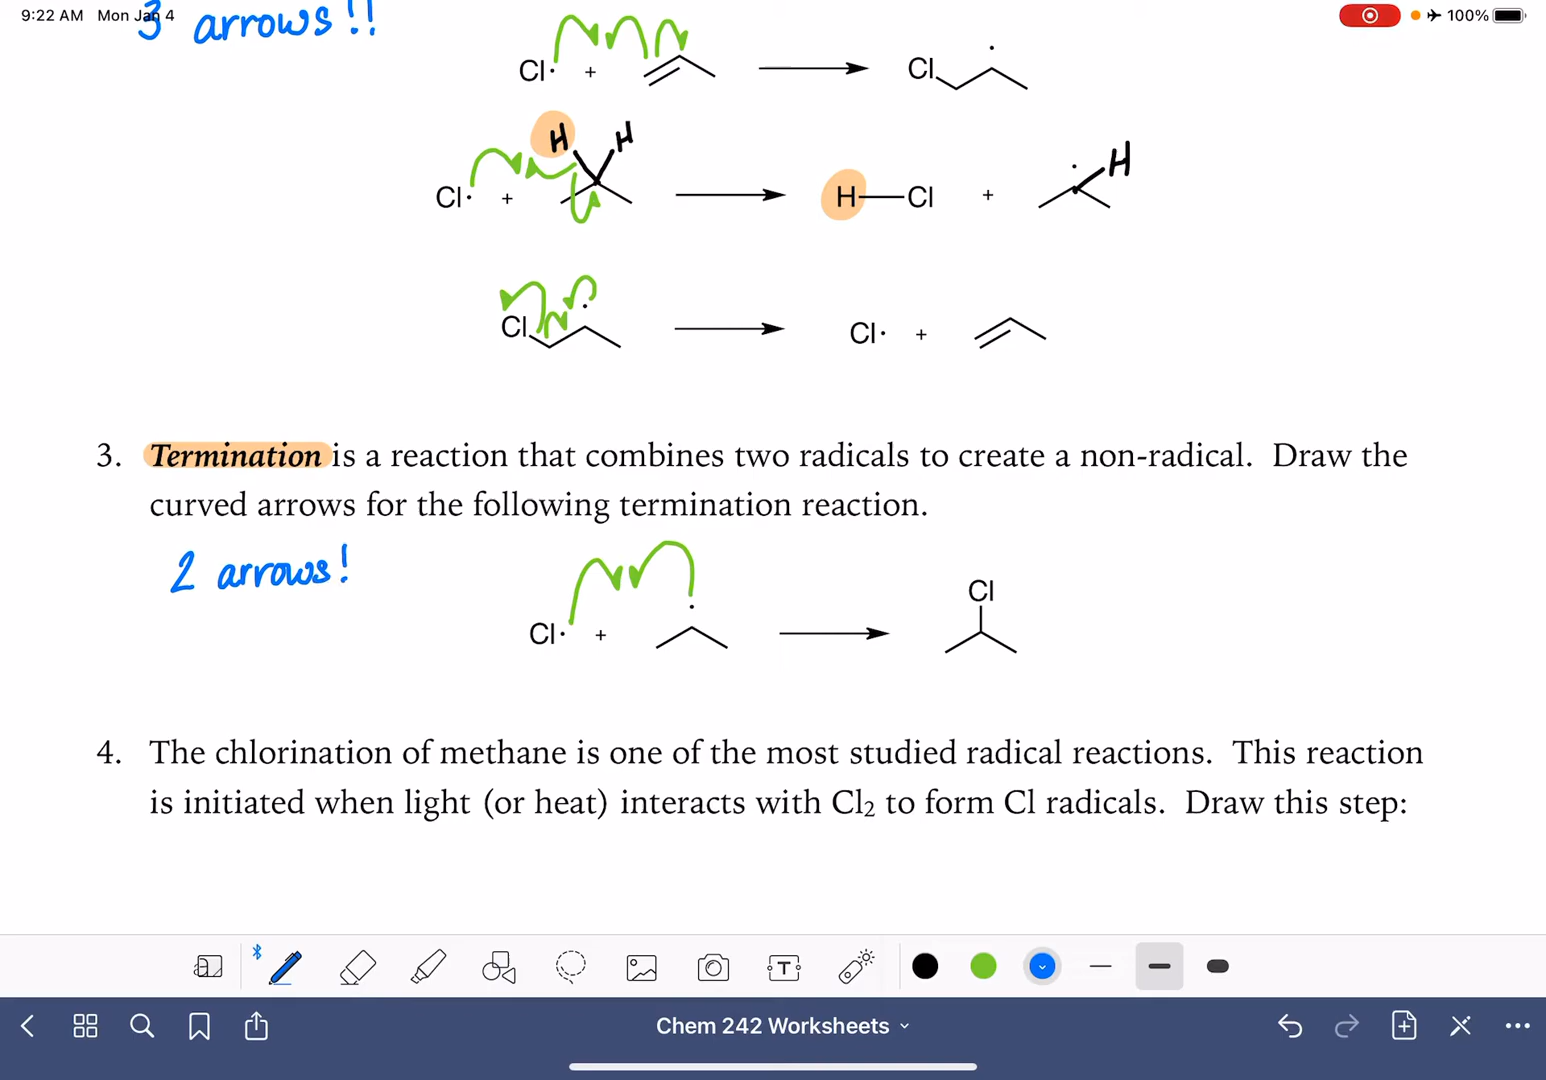 9:22 AM Mon Jan 4
100%
3 arrows!!
Cl· +
Cl
H H
Cl· +
H—Cl + H
Cl
Cl· +
3. Termination is a reaction that combines two radicals to create a non-radical. Draw the
curved arrows for the following termination reaction.
2 arrows!
Cl· +
Cl
4. The chlorination of methane is one of the most studied radical reactions. This reaction
is initiated when light (or heat) interacts with Cl₂ to form Cl radicals. Draw this step:
T
Chem 242 Worksheets